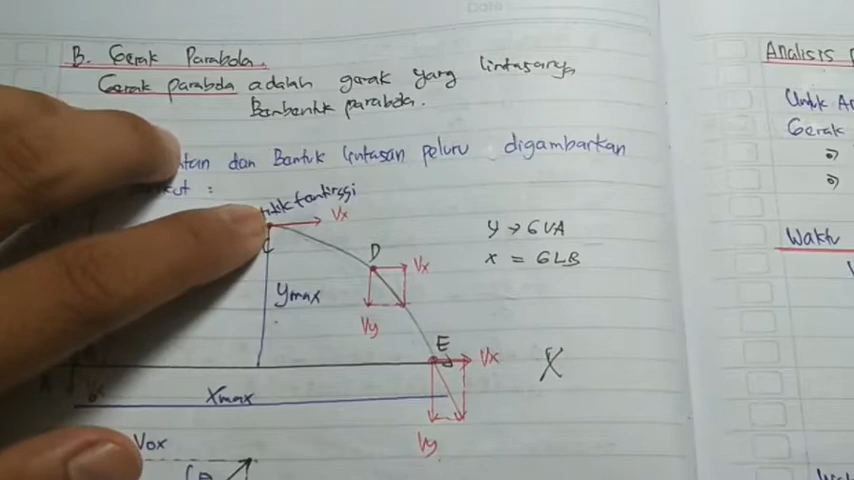 Date
B. Gerak Parabola.
Gerak parabola adalah gerak yang lintasannya
Berbentuk parabola.
dan Bentuk lintasan peluru digambarkan
:
titik tertinggi
Vx
C
D
Vx
Ymax
Vy
E
Vx
Xmax
Vy
Vox
y → GVA
x = GLB
X
Analisis
Untuk
Gerak
Waktu